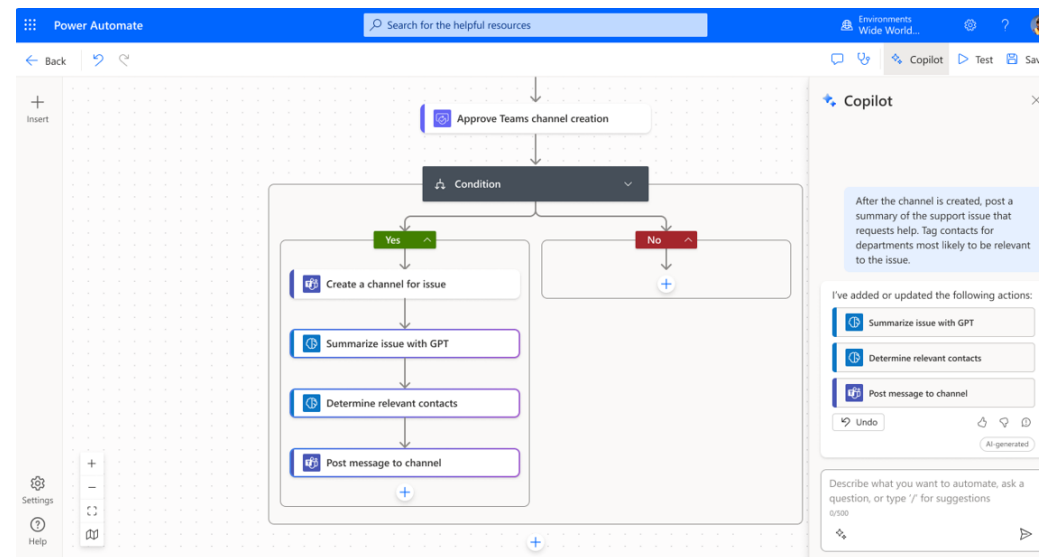 Power Automate
Search for the helpful resources
Environments
Wide World...
Back
Copilot
Test
Insert
Approve Teams channel creation
Condition
Yes
No
Create a channel for issue
Summarize issue with GPT
Determine relevant contacts
Post message to channel
Settings
Help
Copilot
After the channel is created, post a
summary of the support issue that
requests help. Tag contacts for
departments most likely to be relevant
to the issue.
I've added or updated the following actions:
Summarize issue with GPT
Determine relevant contacts
Post message to channel
Undo
AI-generated
Describe what you want to automate, ask a
question, or type '/' for suggestions
0/500